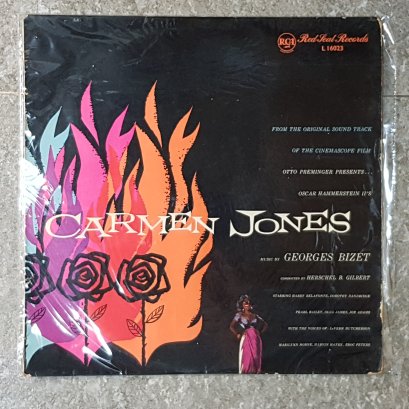 RCA Red Seal Records
L 16023
FROM THE ORIGINAL SOUND TRACK
OF THE CINEMASCOPE FILM
OTTO PREMINGER PRESENTS...
OSCAR HAMMERSTEIN II'S
CARMEN JONES
MUSIC BY GEORGES BIZET
CONDUCTED BY HERSCHEL B. GILBERT
STARRING HARRY BELAFONTE, DOROTHY DANDRIDGE
PEARL BAILEY, OLGA JAMES, JOE ADAMS
WITH THE VOICES OF: LeVERN HUTCHERSON
MARILYNN HORNE, MARVIN HAYES, BROC PETERS